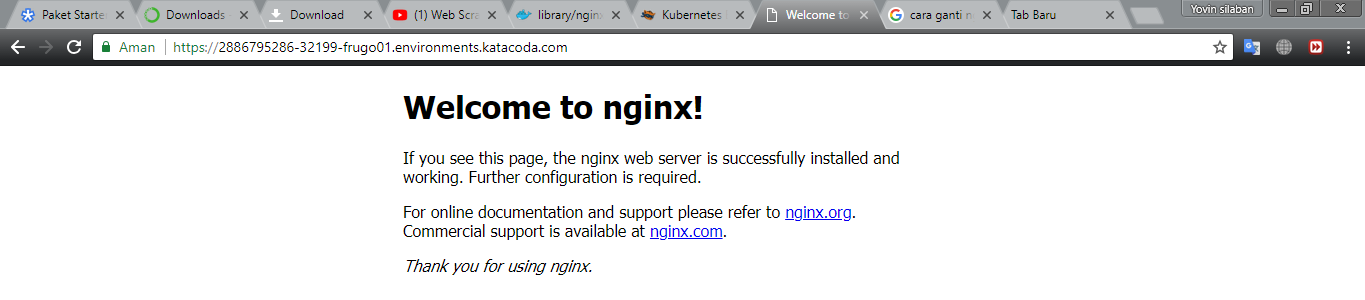 Paket Starte
Downloads
Download
(1) Web Scra
library/nginx
Kubernetes
Welcome to
cara ganti n
Tab Baru
Yovin silaban
Aman
https://2886795286-32199-frugo01.environments.katacoda.com
Welcome to nginx!
If you see this page, the nginx web server is successfully installed and
working. Further configuration is required.
For online documentation and support please refer to nginx.org.
Commercial support is available at nginx.com.
Thank you for using nginx.